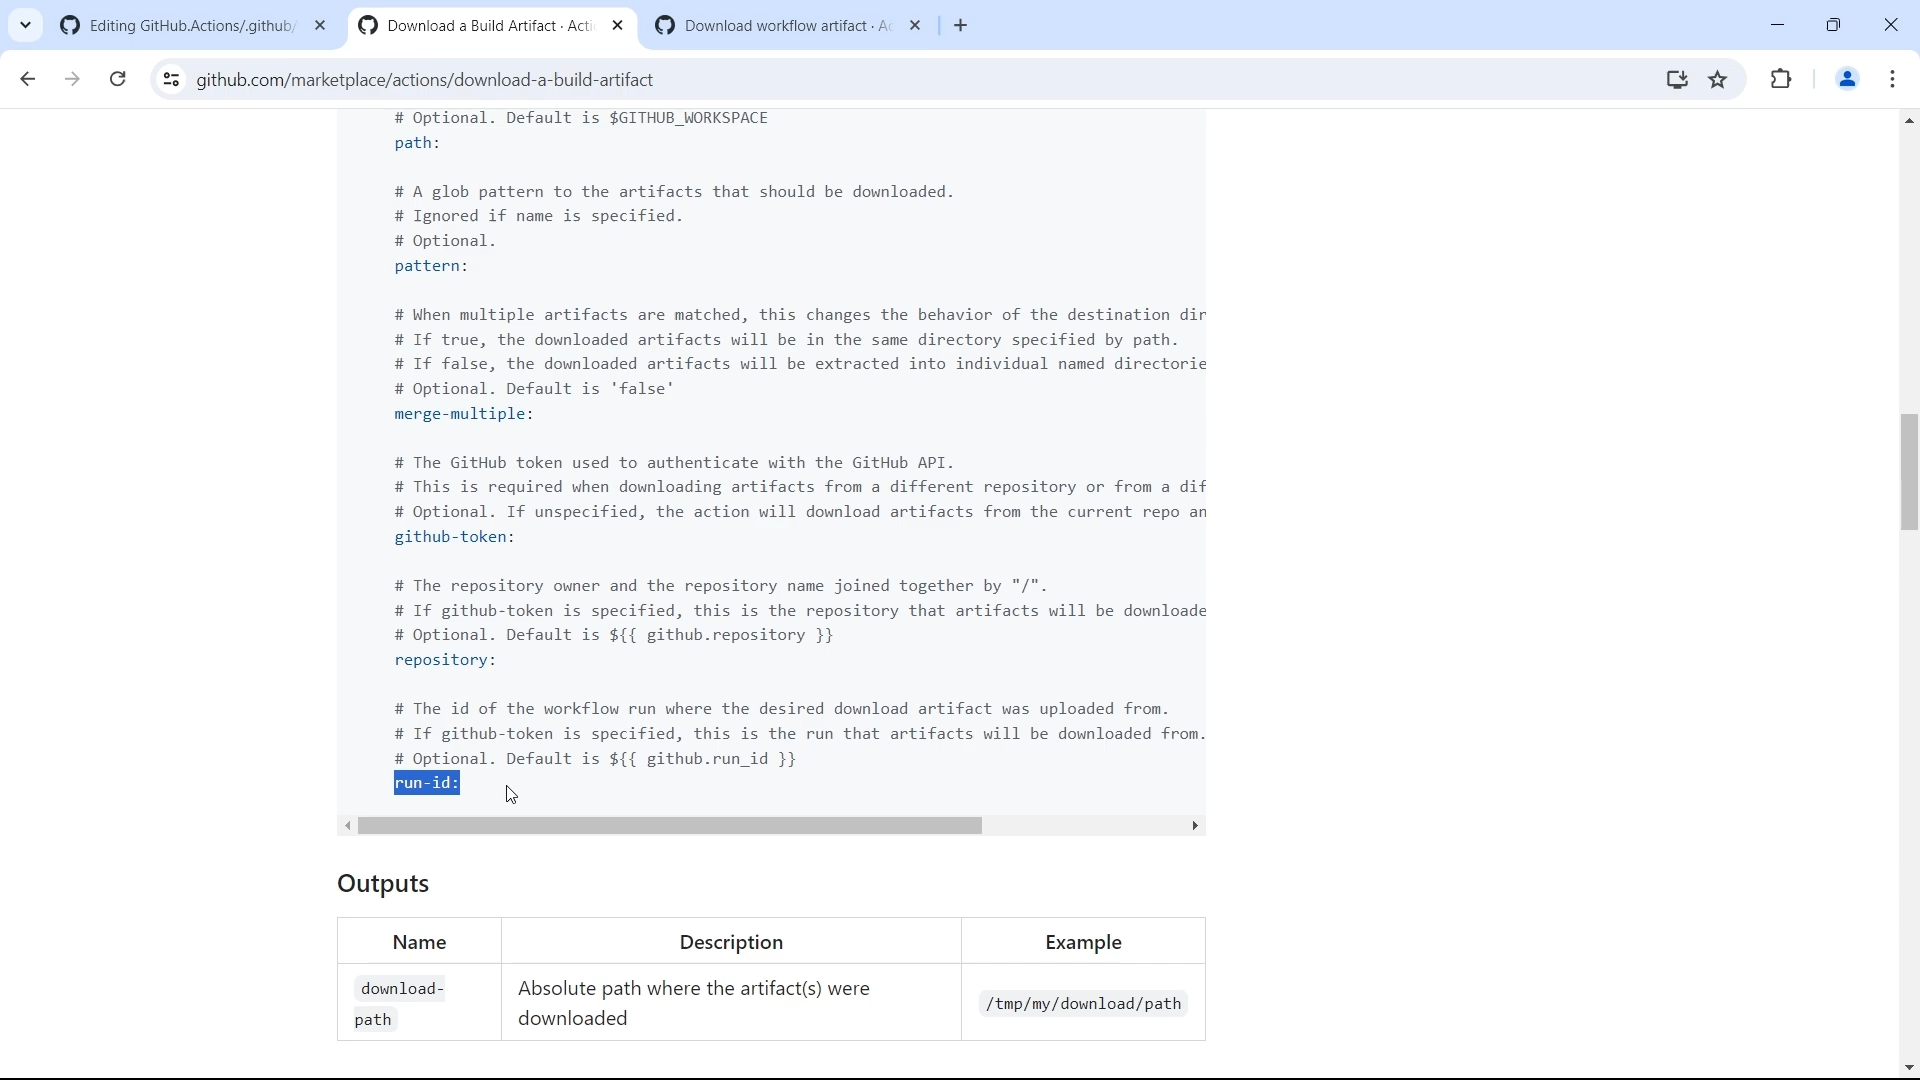 Editing GitHub.Actions/.github/
Download a Build Artifact · Acti
Download workflow artifact · Ac
github.com/marketplace/actions/download-a-build-artifact
# Optional. Default is $GITHUB_WORKSPACE
path:
# A glob pattern to the artifacts that should be downloaded.
# Ignored if name is specified.
# Optional.
pattern:
# When multiple artifacts are matched, this changes the behavior of the destination dir
# If true, the downloaded artifacts will be in the same directory specified by path.
# If false, the downloaded artifacts will be extracted into individual named directorie
# Optional. Default is 'false'
merge-multiple:
# The GitHub token used to authenticate with the GitHub API.
# This is required when downloading artifacts from a different repository or from a dif
# Optional. If unspecified, the action will download artifacts from the current repo an
github-token:
# The repository owner and the repository name joined together by "/".
# If github-token is specified, this is the repository that artifacts will be downloade
# Optional. Default is ${{ github.repository }}
repository:
# The id of the workflow run where the desired download artifact was uploaded from.
# If github-token is specified, this is the run that artifacts will be downloaded from.
# Optional. Default is ${{ github.run_id }}
run-id:
Outputs
Name Description Example
download-
path
Absolute path where the artifact(s) were
downloaded
/tmp/my/download/path